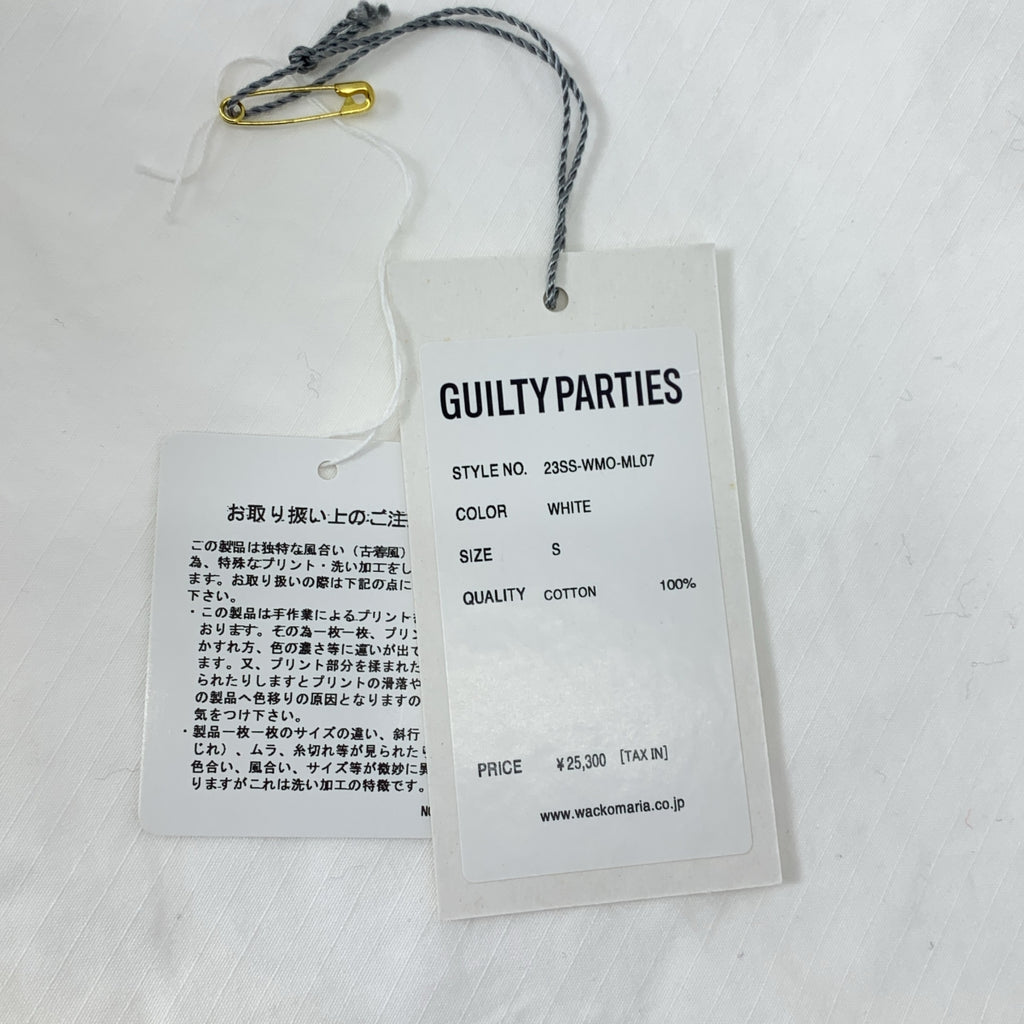 GUILTY PARTIES
STYLE NO. 23SS-WMO-ML07
COLOR WHITE
SIZE S
QUALITY COTTON 100%
PRICE ¥25,300 [TAX IN]
www.wackomaria.co.jp
お取り扱い上のご注
この製品は独特な風合い（古着風）
為、特殊なプリント・洗い加工をし
ます。お取り扱いの際は下記の点に
下さい。
・この製品は手作業によるプリント
おります。その為一枚一枚、プリン
かすれ方、色の濃さ等に違いが出て
ます。又、プリント部分を揉まれた
られたりしますとプリントの滑落や
の製品へ色移りの原因となりますの
気をつけ下さい。
・製品一枚一枚のサイズの違い、斜行
じれ）、ムラ、糸切れ等が見られたり
色合い、風合い、サイズ等が微妙に異
りますがこれは洗い加工の特徴です。